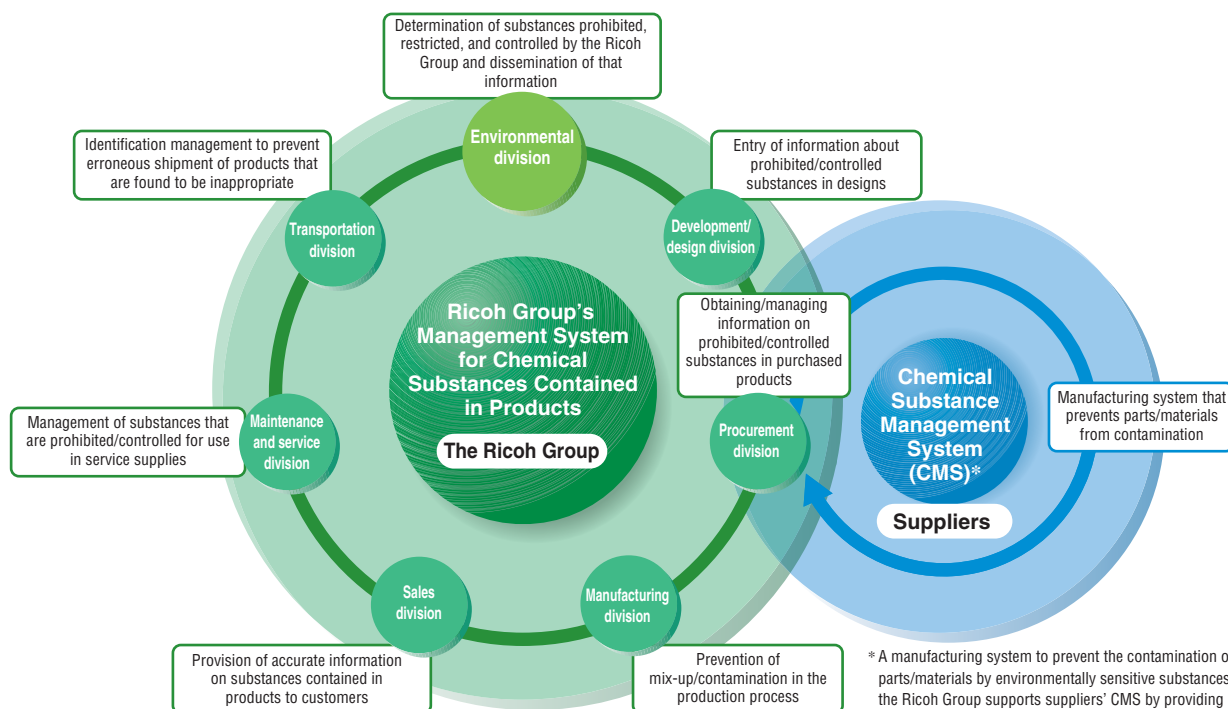 Determination of substances prohibited,
restricted, and controlled by the Ricoh
Group and dissemination of that
information
Environmental
division
Identification management to prevent
erroneous shipment of products that
are found to be inappropriate
Transportation
division
Entry of information about
prohibited/controlled
substances in designs
Development/
design division
Ricoh Group's
Management System
for Chemical
Substances Contained
in Products
The Ricoh Group
Obtaining/managing
information on
prohibited/controlled
substances in purchased
products
Procurement
division
Chemical
Substance
Management
System
(CMS)*
Suppliers
Manufacturing system that
prevents parts/materials
from contamination
Management of substances that
are prohibited/controlled for use
in service supplies
Maintenance
and service
division
Sales
division
Manufacturing
division
Provision of accurate information
on substances contained in
products to customers
Prevention of
mix-up/contamination in the
production process
* A manufacturing system to prevent the contamination o
parts/materials by environmentally sensitive substances
the Ricoh Group supports suppliers' CMS by providing